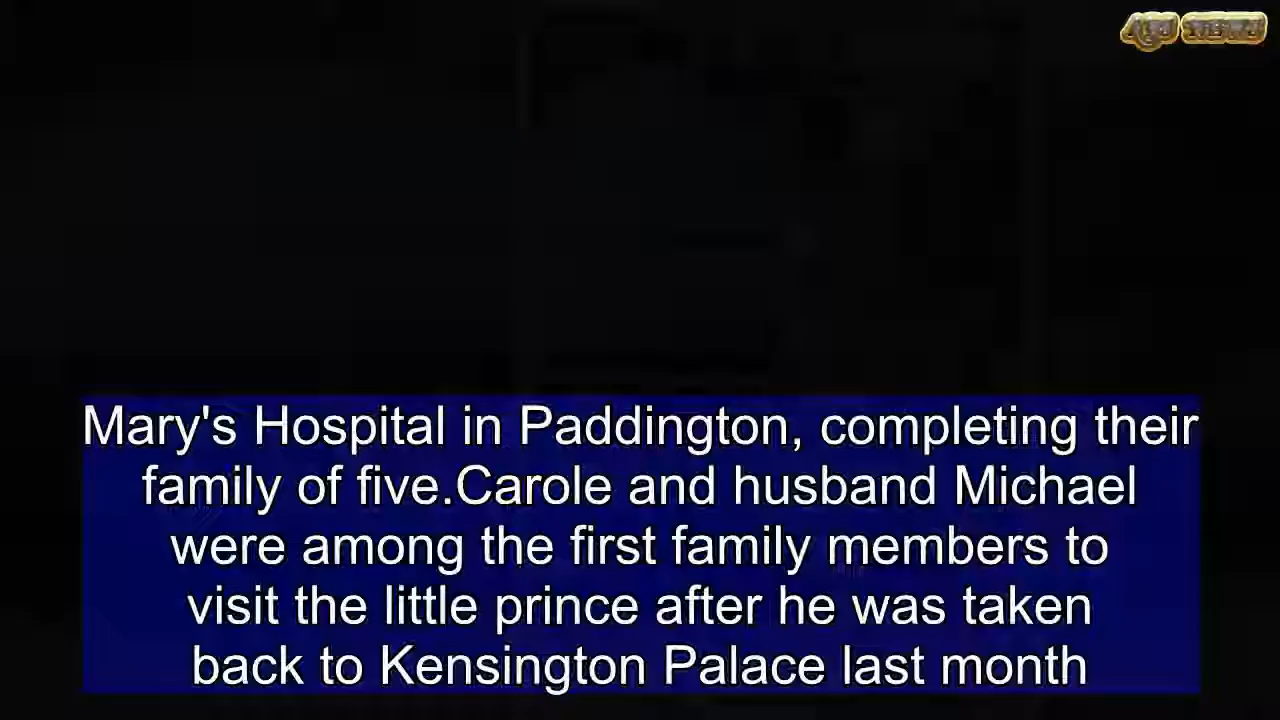 Mary's Hospital in Paddington, completing their
family of five.Carole and husband Michael
were among the first family members to
visit the little prince after he was taken
back to Kensington Palace last month